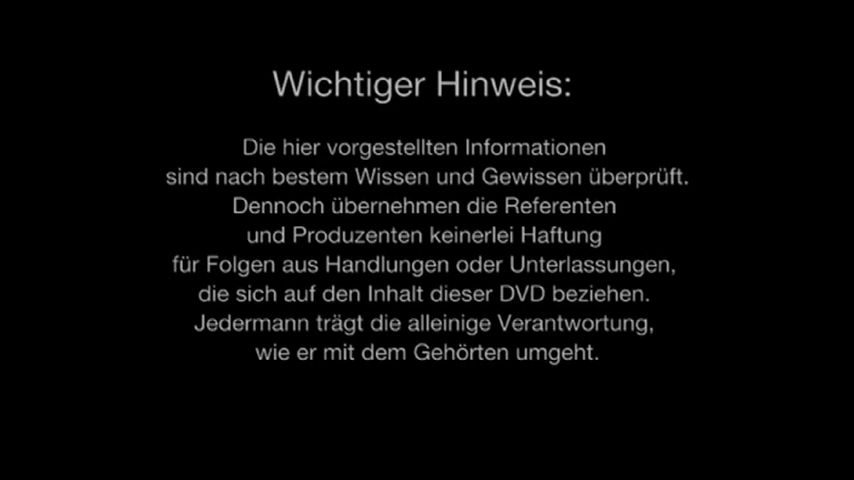 Wichtiger Hinweis:
Die hier vorgestellten Informationen
sind nach bestem Wissen und Gewissen überprüft.
Dennoch übernehmen die Referenten
und Produzenten keinerlei Haftung
für Folgen aus Handlungen oder Unterlassungen,
die sich auf den Inhalt dieser DVD beziehen.
Jedermann trägt die alleinige Verantwortung,
wie er mit dem Gehörten umgeht.